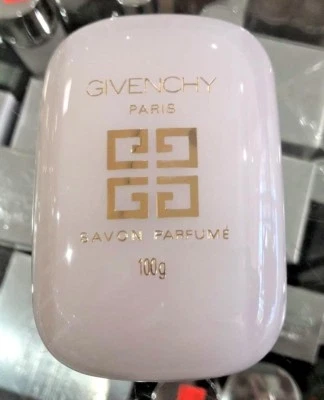 GIVENCHY
PARIS
SAVON PARFUMÉ
100g